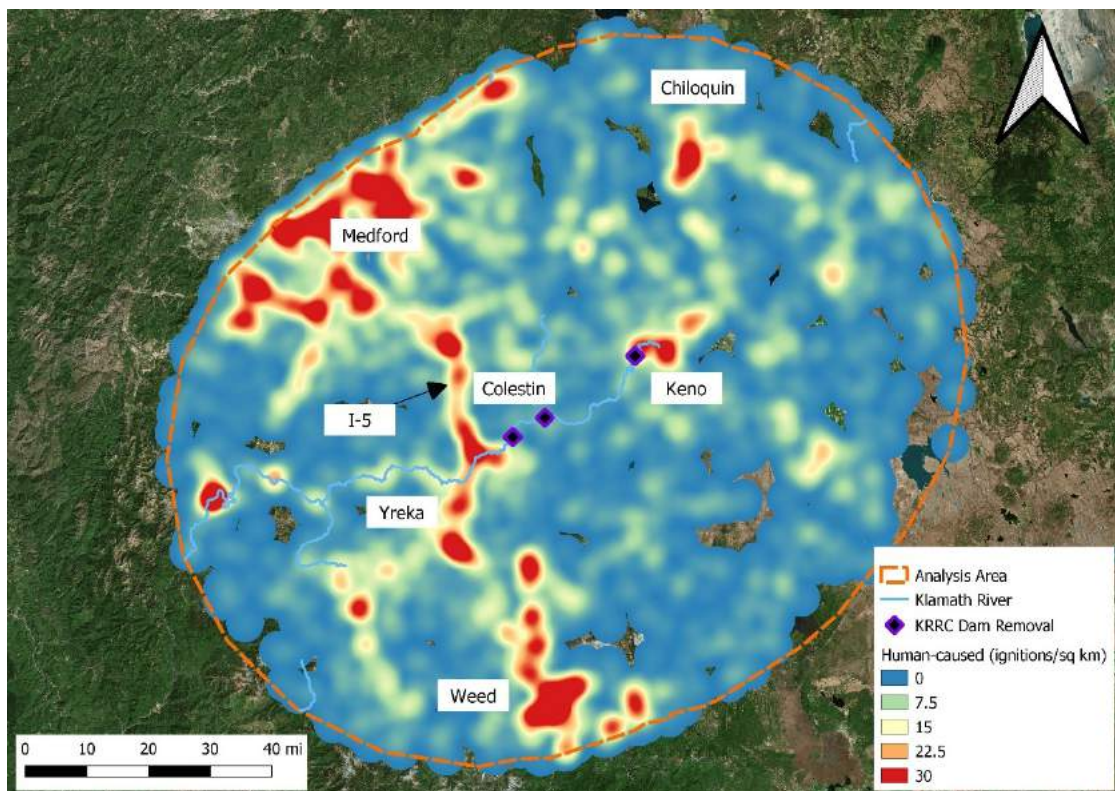 Chiloquin
Medford
Colestin
Keno
I-5
Yreka
Weed
Analysis Area
Klamath River
KRRC Dam Removal
Human-caused (ignitions/sq km)
0
7.5
15
22.5
30
0 10 20 30 40 mi